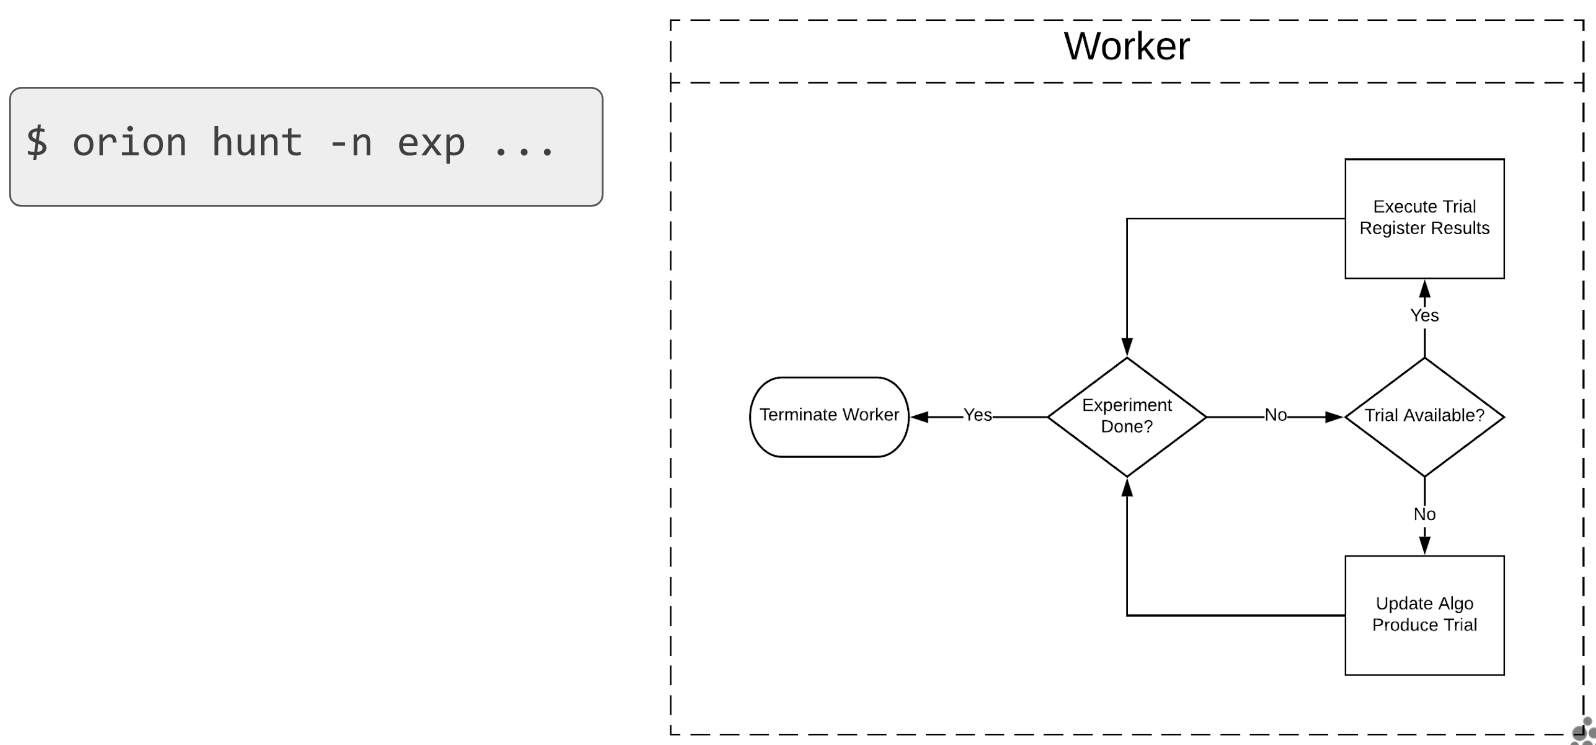 Worker
$ orion hunt -n exp ...
Execute Trial
Register Results
Yes
Terminate Worker
Yes
Experiment
Done?
No
Trial Available?
No
Update Algo
Produce Trial